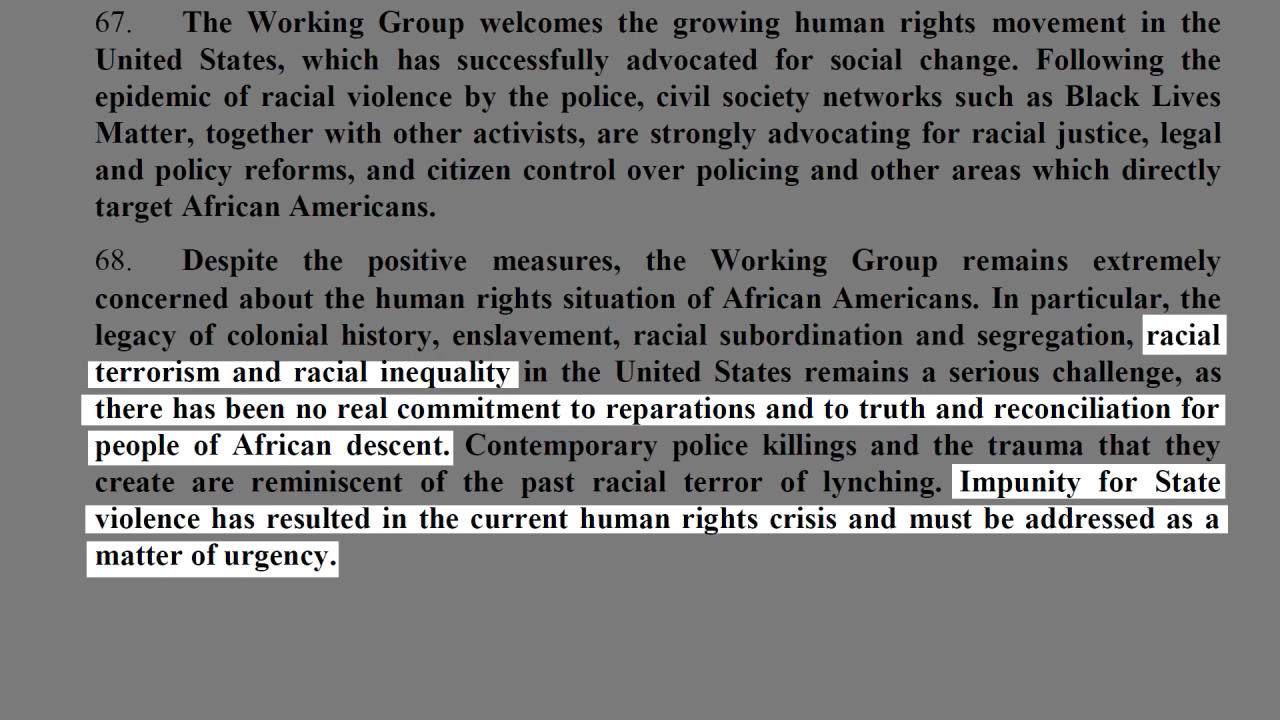 67. The Working Group welcomes the growing human rights movement in the
United States, which has successfully advocated for social change. Following the
epidemic of racial violence by the police, civil society networks such as Black Lives
Matter, together with other activists, are strongly advocating for racial justice, legal
and policy reforms, and citizen control over policing and other areas which directly
target African Americans.
68. Despite the positive measures, the Working Group remains extremely
concerned about the human rights situation of African Americans. In particular, the
legacy of colonial history, enslavement, racial subordination and segregation, racial
terrorism and racial inequality in the United States remains a serious challenge, as
there has been no real commitment to reparations and to truth and reconciliation for
people of African descent. Contemporary police killings and the trauma that they
create are reminiscent of the past racial terror of lynching. Impunity for State
violence has resulted in the current human rights crisis and must be addressed as a
matter of urgency.